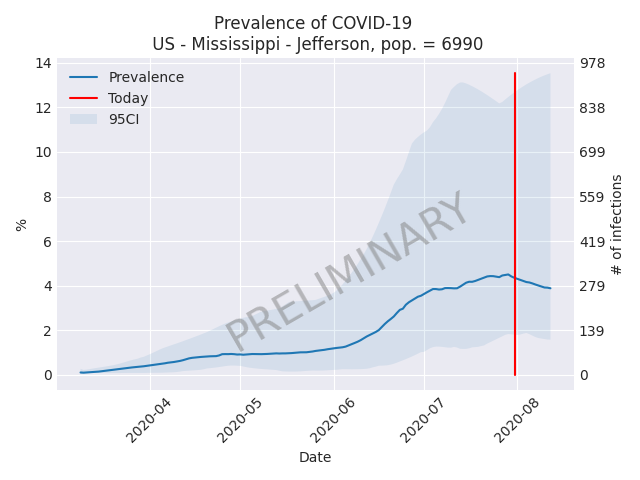 Prevalence of COVID-19
US - Mississippi - Jefferson, pop. = 6990
Prevalence
Today
95CI
PRELIMINARY
14
12
10
8
6
4
2
0
%
978
838
699
559
419
279
139
0
# of infections
2020-04
2020-05
2020-06
2020-07
2020-08
Date